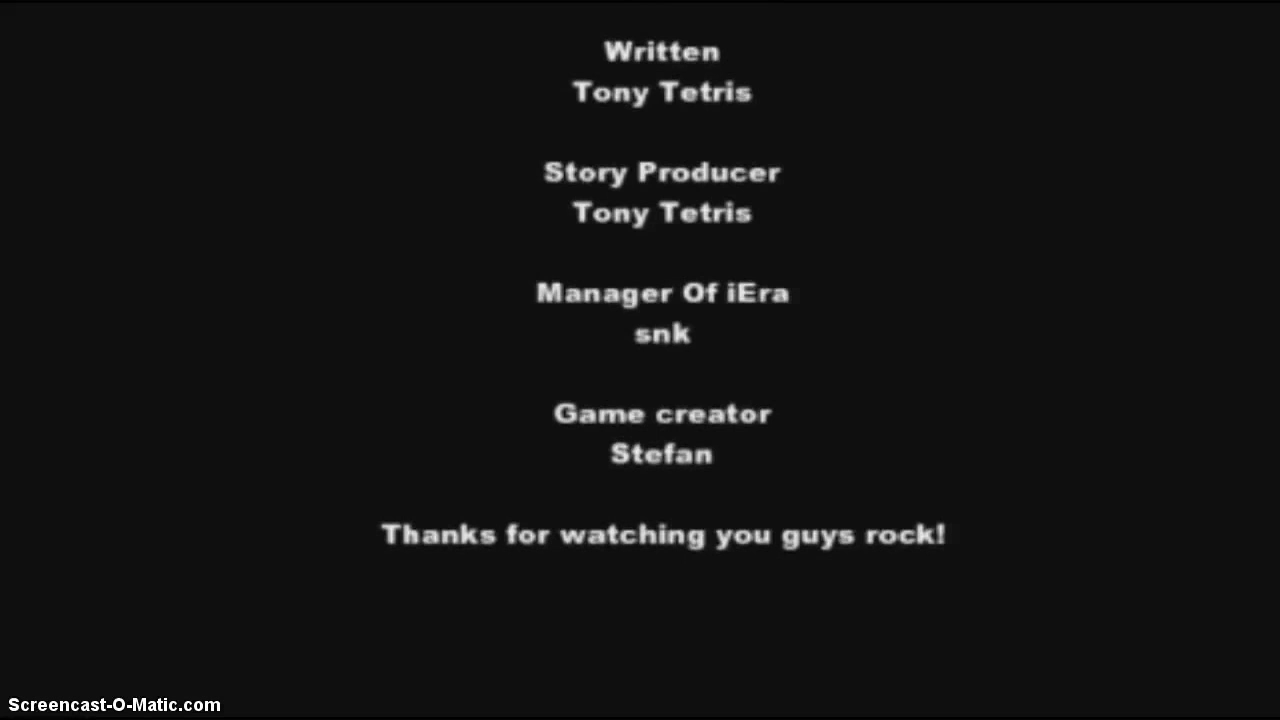 Written
Tony Tetris
Story Producer
Tony Tetris
Manager Of iEra
snk
Game creator
Stefan
Thanks for watching you guys rock!
Screencast-O-Matic.com